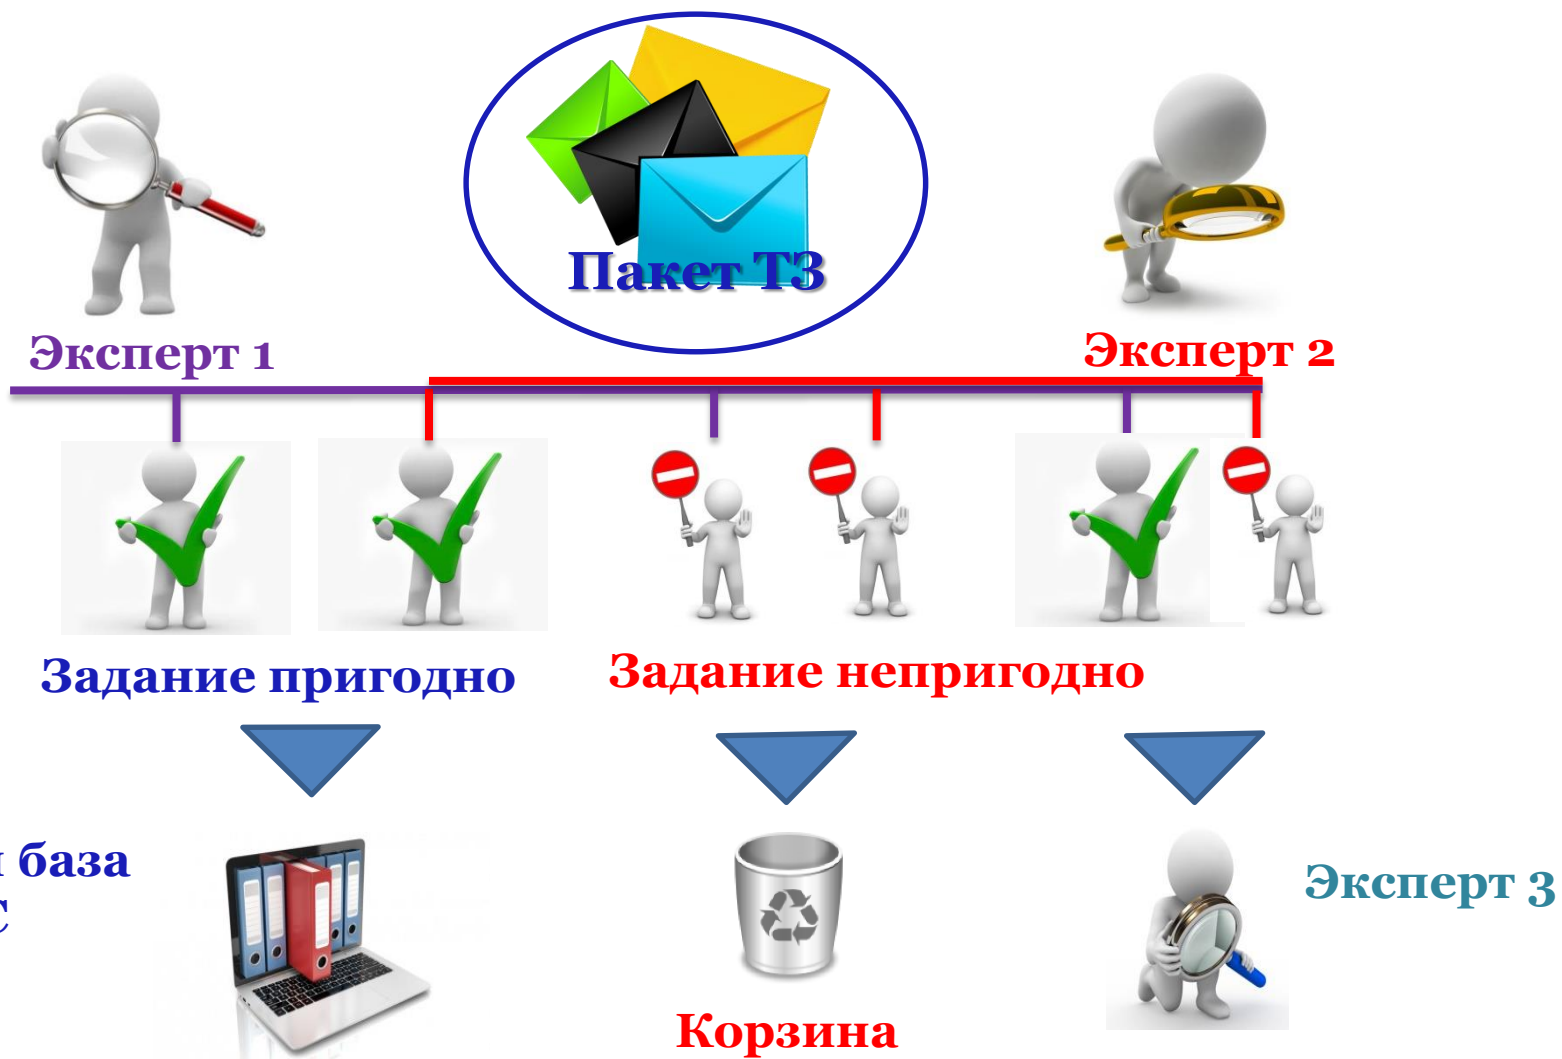 Пакет ТЗ
Эксперт 1
Эксперт 2
Задание пригодно
Задание непригодно
база
С
Эксперт 3
Корзина